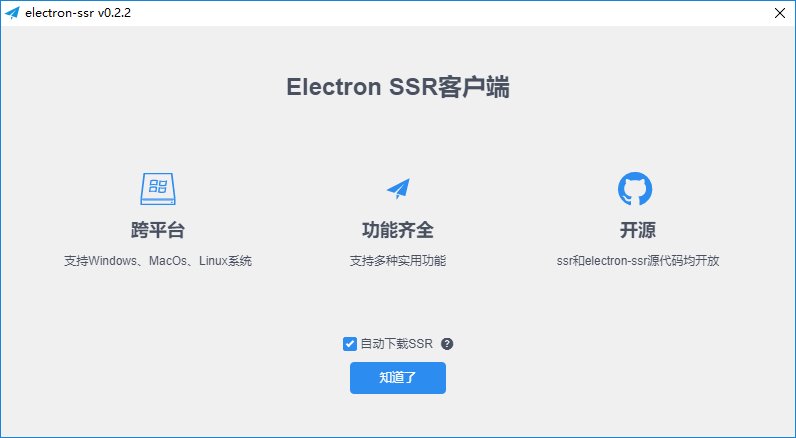 electron-ssr v0.2.2
Electron SSR客户端
跨平台
功能齐全
开源
支持Windows、MacOs、Linux系统
支持多种实用功能
ssr和electron-ssr源代码均开放
自动下载SSR ?
知道了